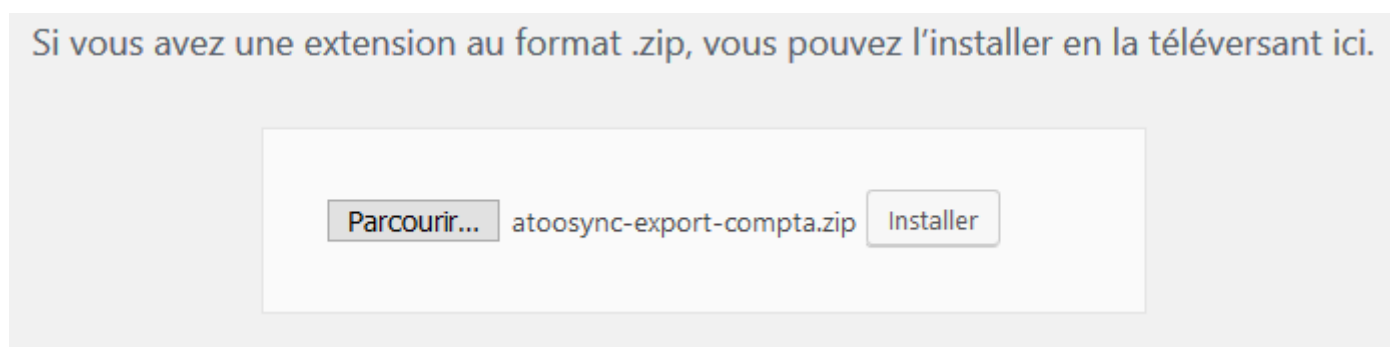 Si vous avez une extension au format .zip, vous pouvez l’installer en la téléversant ici.
Parcourir... atoosync-export-compta.zip Installer